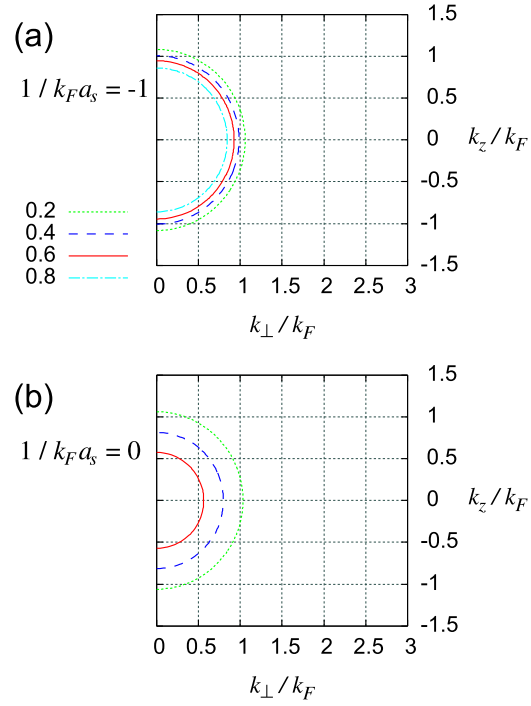 (a)
1 / k_F a_s = -1
0.2
0.4
0.6
0.8
1.5
1
0.5
0
-0.5
-1
-1.5
k_z / k_F
0 0.5 1 1.5 2 2.5 3
k_⊥ / k_F
(b)
1 / k_F a_s = 0
1.5
1
0.5
0
-0.5
-1
-1.5
k_z / k_F
0 0.5 1 1.5 2 2.5 3
k_⊥ / k_F